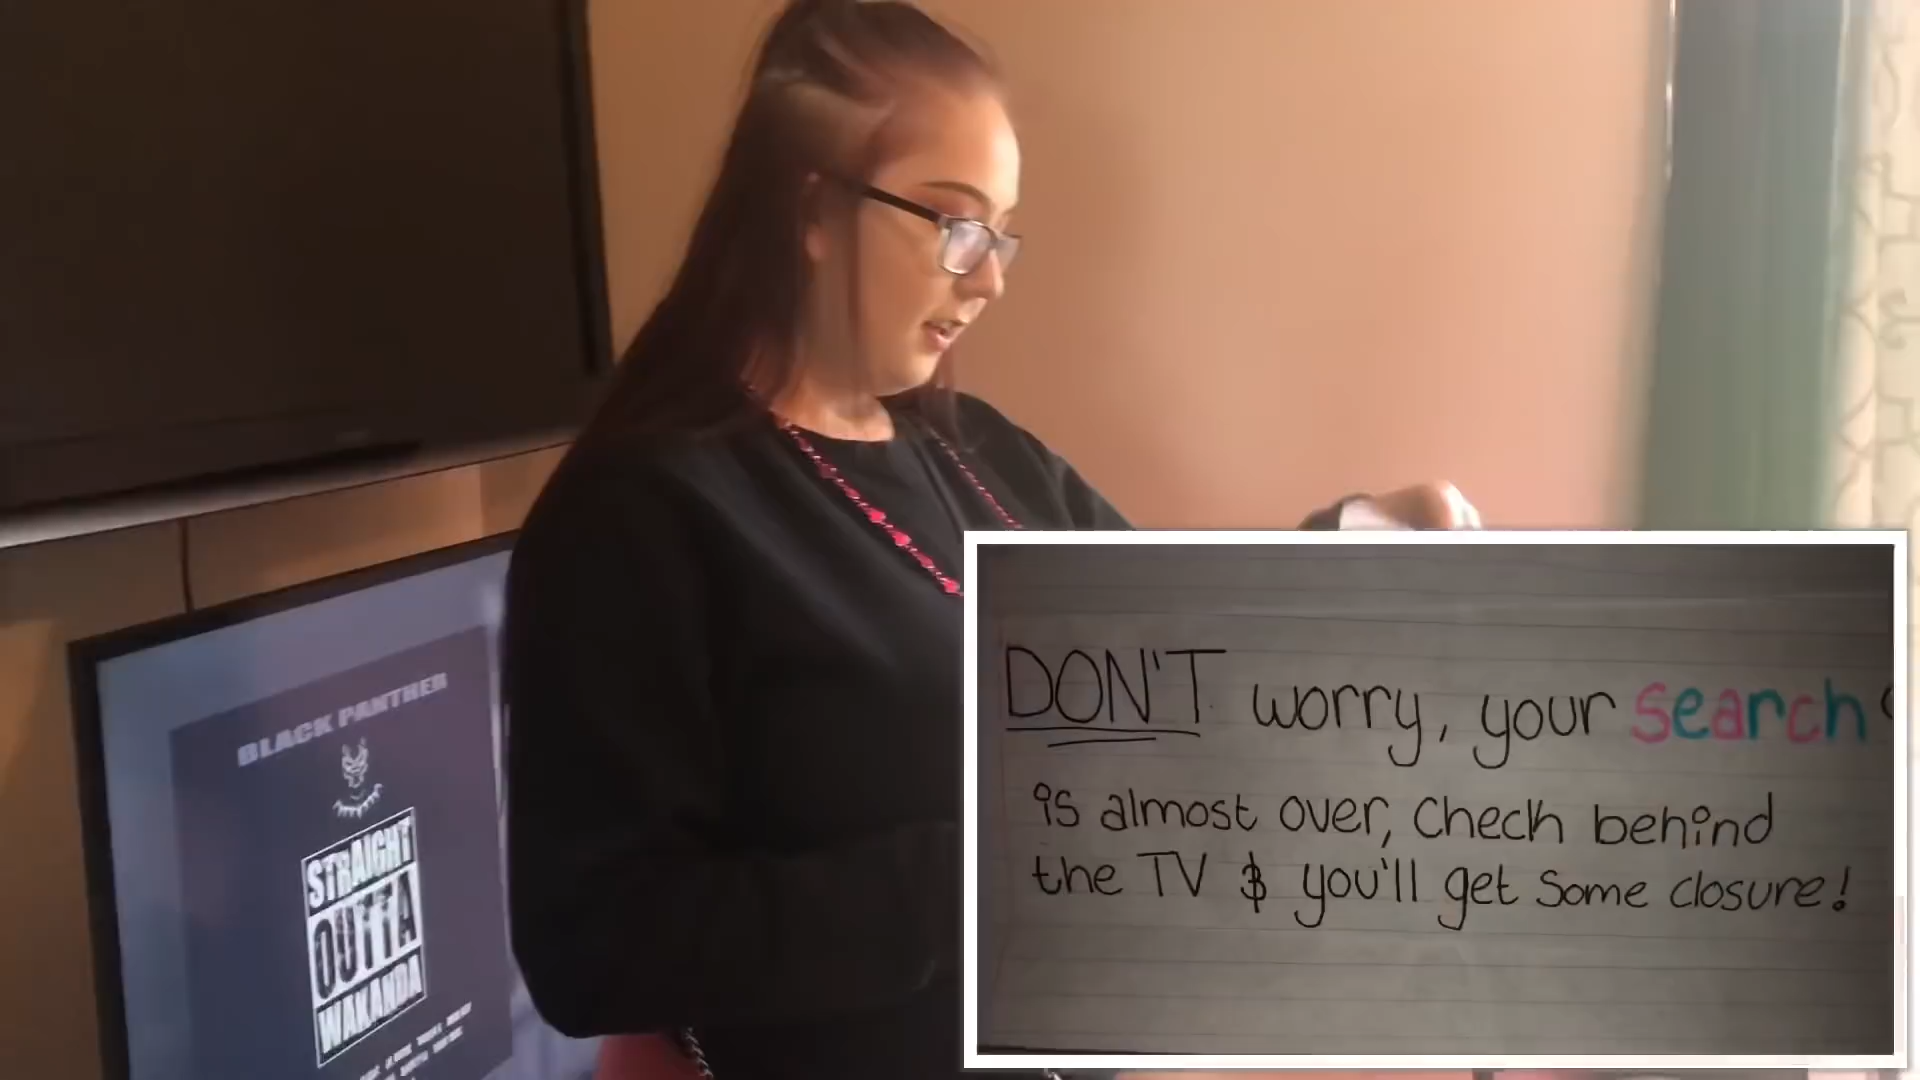 BLACK PANTHER
STRAIGHT
OUTTA
WAKANDA
DON'T worry, your search
is almost over, Check behind
the TV & you'll get some closure!